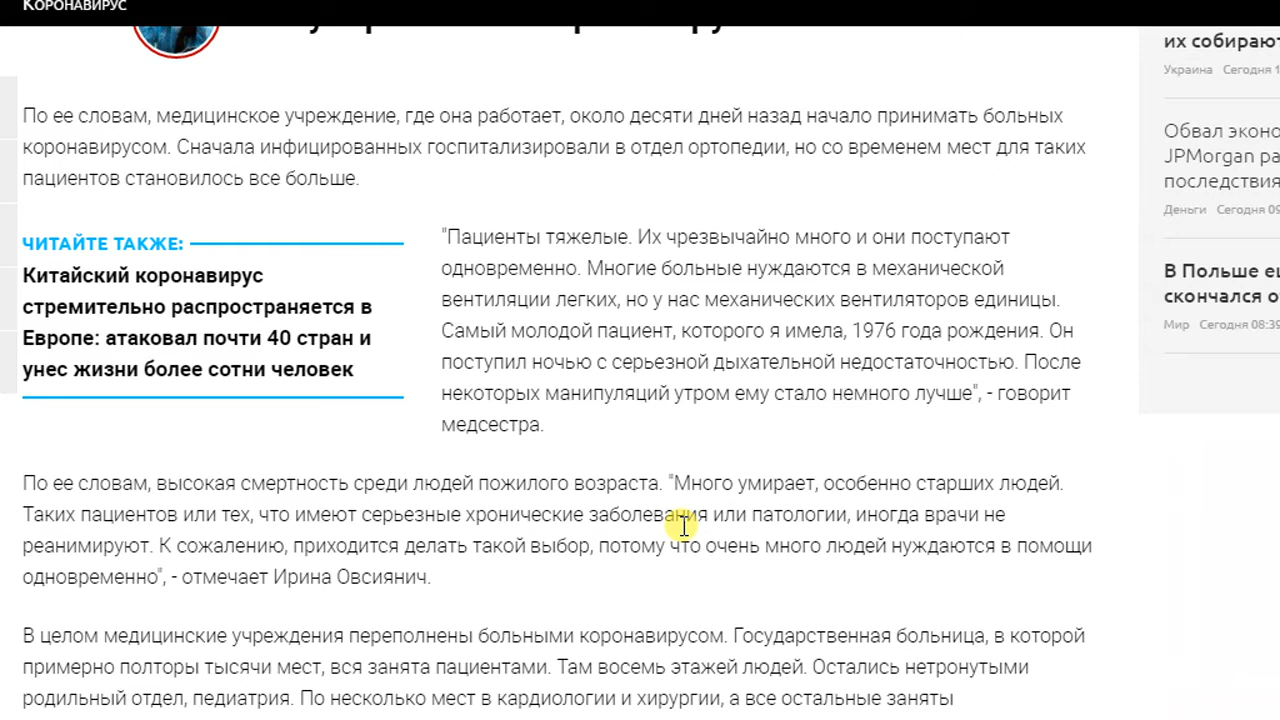 Коронавирус
По ее словам, медицинское учреждение, где она работает, около десяти дней назад начало принимать больных
коронавирусом. Сначала инфицированных госпитализировали в отдел ортопедии, но со временем мест для таких
пациентов становилось все больше.
ЧИТАЙТЕ ТАКЖЕ:
Китайский коронавирус
стремительно распространяется в
Европе: атаковал почти 40 стран и
унес жизни более сотни человек
"Пациенты тяжелые. Их чрезвычайно много и они поступают
одновременно. Многие больные нуждаются в механической
вентиляции легких, но у нас механических вентиляторов единицы.
Самый молодой пациент, которого я имела, 1976 года рождения. Он
поступил ночью с серьезной дыхательной недостаточностью. После
некоторых манипуляций утром ему стало немного лучше", - говорит
медсестра.
По ее словам, высокая смертность среди людей пожилого возраста. "Много умирает, особенно старших людей.
Таких пациентов или тех, что имеют серьезные хронические заболевания или патологии, иногда врачи не
реанимируют. К сожалению, приходится делать такой выбор, потому что очень много людей нуждаются в помощи
одновременно", - отмечает Ирина Овсиянич.
В целом медицинские учреждения переполнены больными коронавирусом. Государственная больница, в которой
примерно полторы тысячи мест, вся занята пациентами. Там восемь этажей людей. Остались нетронутыми
родильный отдел, педиатрия. По несколько мест в кардиологии и хирургии, а все остальные заняты
их собирают
Украина Сегодня
Обвал
JPMorgan
последствия
Деньги Сегодня
В Польше
скончался
Мир Сегодня 08:39